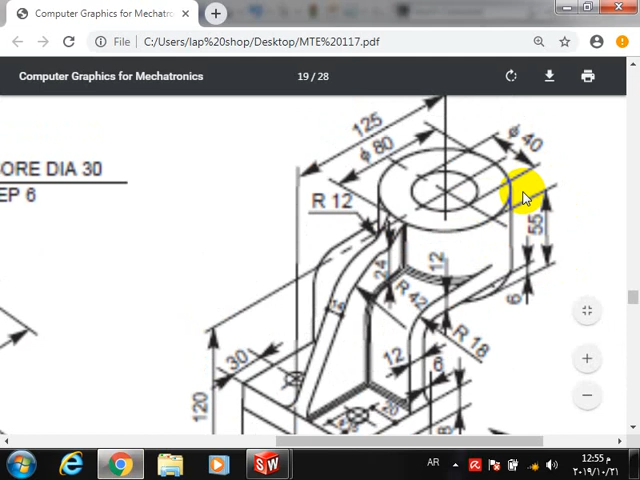 Computer Graphics for Mechatro
File
C:/Users/lap%20shop/Desktop/MTE%20117.pdf
Computer Graphics for Mechatronics
19 / 28
ORE DIA 30
EP 6
125
ϕ 80
ϕ 40
R 12
55
24
12
6
R 42
R 18
12
6
30
120
20
8
AR
12:55 م
٢٠١٩/١٠/٢١